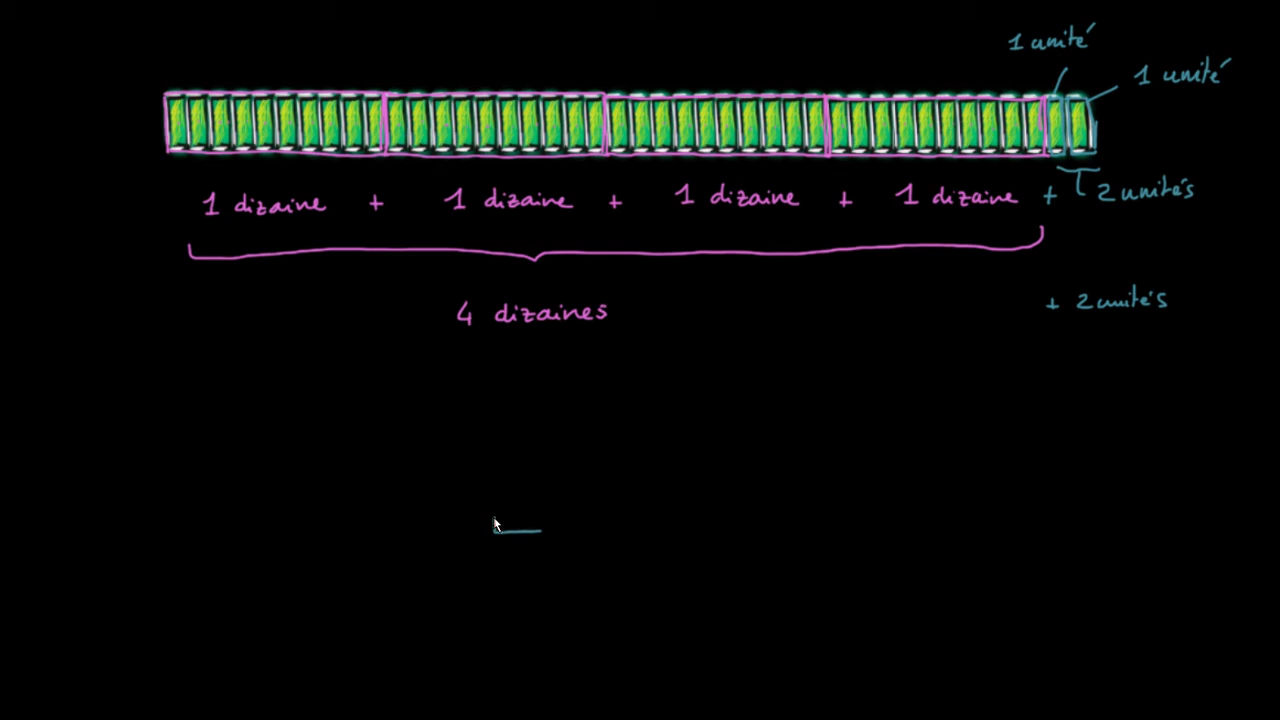 1 unité
1 unité
1 dizaine + 1 dizaine + 1 dizaine + 1 dizaine + 2 unités
4 dizaines + 2 unités